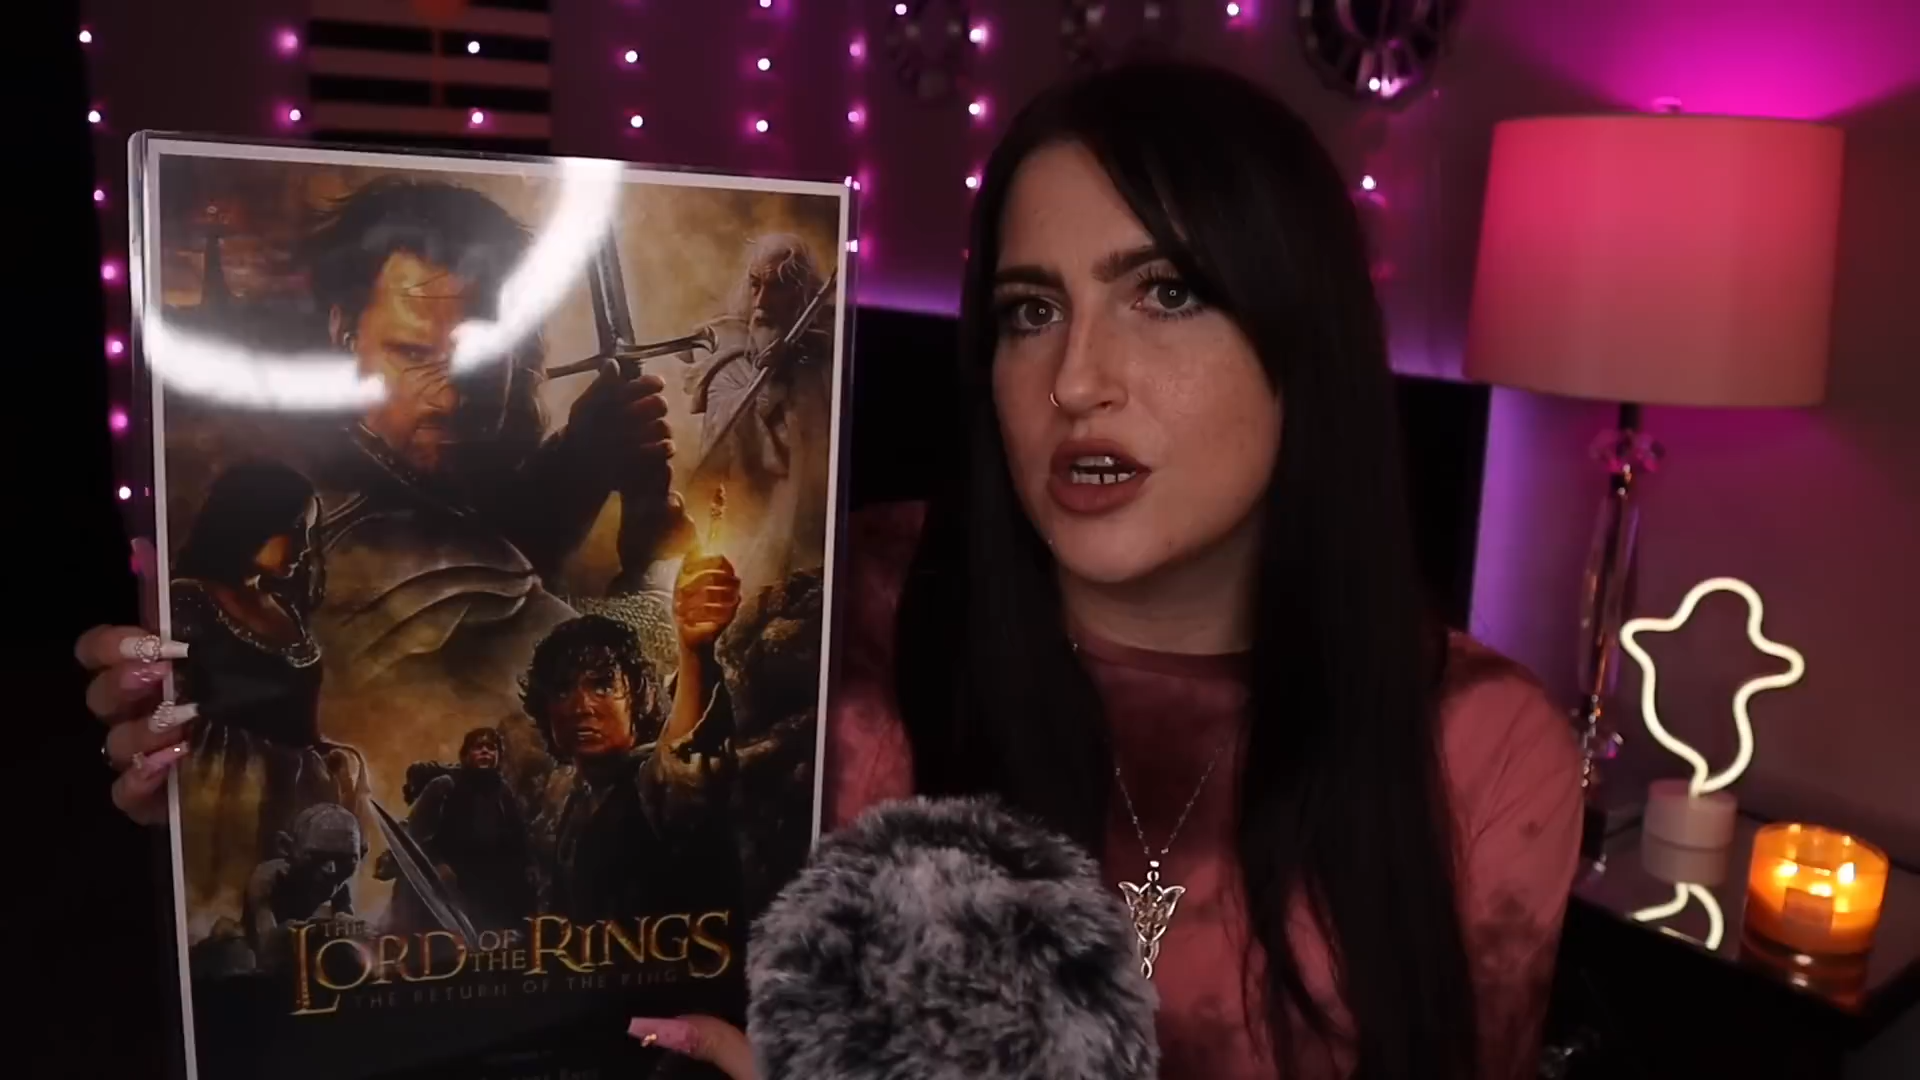 THE LORD OF THE RINGS
THE RETURN OF THE KING